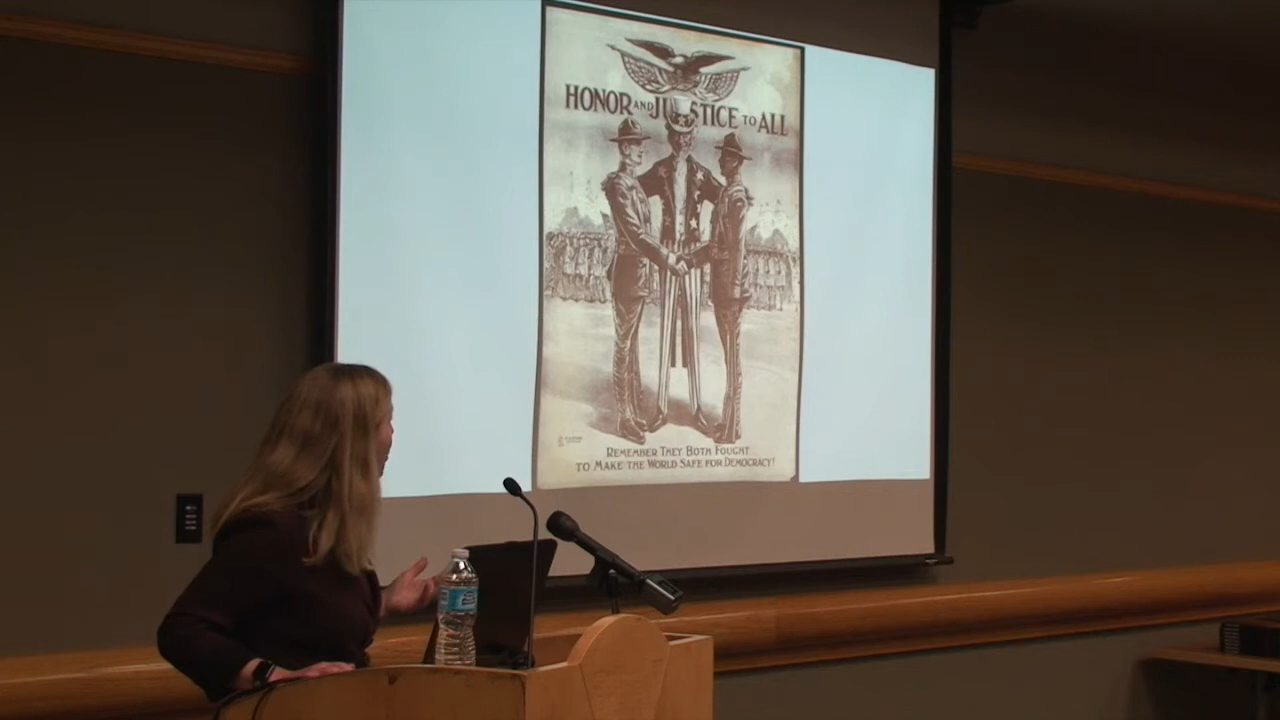 HONOR AND JUSTICE TO ALL
REMEMBER THEY BOTH FOUGHT
TO MAKE THE WORLD SAFE FOR DEMOCRACY!